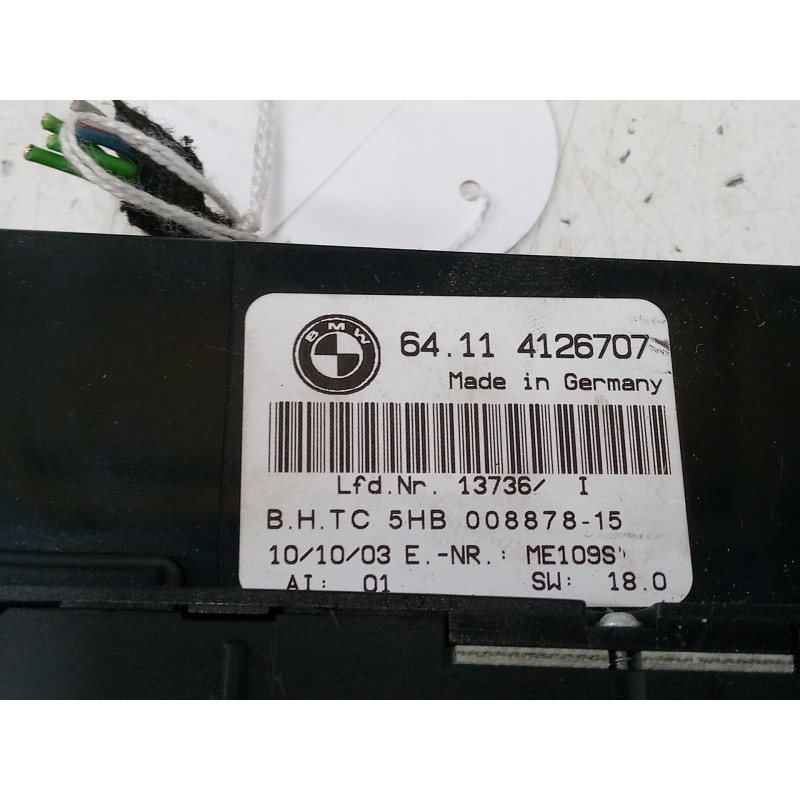 BMW
64.11 4126707
Made in Germany
Lfd.Nr. 13736/ I
B.H.TC 5HB 008878-15
10/10/03 E.-NR.: ME109S
AI: 01 SW: 18.0